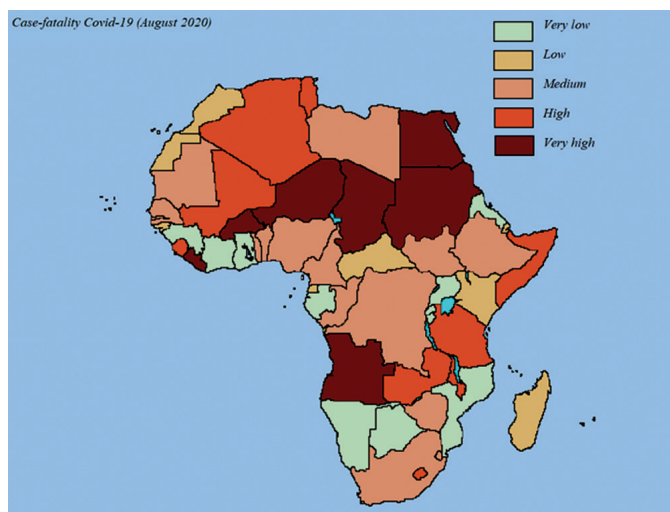 Case-fatality Covid-19 (August 2020)
Very low
Low
Medium
High
Very high